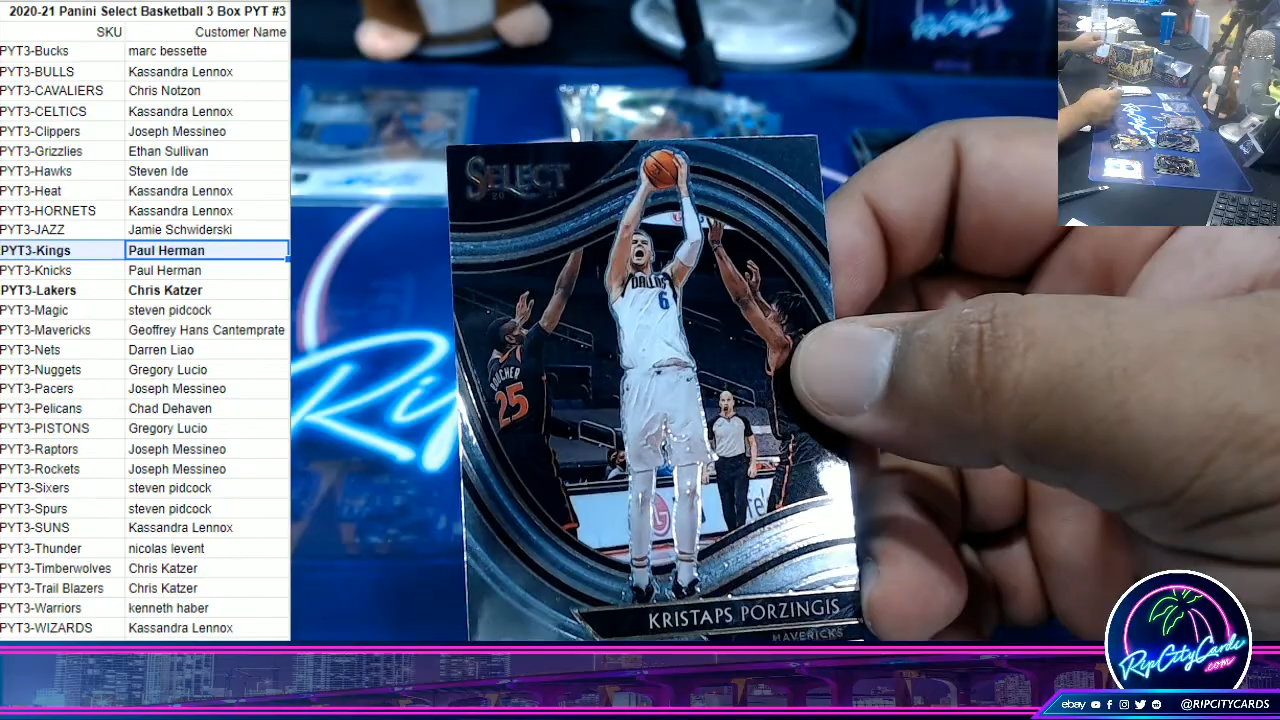 2020-21 Panini Select Basketball 3 Box PYT #3
SKU Customer Name
PYT3-Bucks marc bessette
PYT3-BULLS Kassandra Lennox
PYT3-CAVALIERS Chris Notzon
PYT3-CELTICS Kassandra Lennox
PYT3-Clippers Joseph Messineo
PYT3-Grizzlies Ethan Sullivan
PYT3-Hawks Steven Ide
PYT3-Heat Kassandra Lennox
PYT3-HORNETS Kassandra Lennox
PYT3-JAZZ Jamie Schwiderski
PYT3-Kings Paul Herman
PYT3-Knicks Paul Herman
PYT3-Lakers Chris Katzer
PYT3-Magic steven pidcock
PYT3-Mavericks Geoffrey Hans Cantemprate
PYT3-Nets Darren Liao
PYT3-Nuggets Gregory Lucio
PYT3-Pacers Joseph Messineo
PYT3-Pelicans Chad Dehaven
PYT3-PISTONS Gregory Lucio
PYT3-Raptors Joseph Messineo
PYT3-Rockets Joseph Messineo
PYT3-Sixers steven pidcock
PYT3-Spurs steven pidcock
PYT3-SUNS Kassandra Lennox
PYT3-Thunder nicolas levent
PYT3-Timberwolves Chris Katzer
PYT3-Trail Blazers Chris Katzer
PYT3-Warriors kenneth haber
PYT3-WIZARDS Kassandra Lennox
SELECT
DALLAS
6
BOUCHER
25
LG
KRISTAPS PORZINGIS
MAVERICKS
Rip
RipCityCards
.com
ebay @RIPCITYCARDS